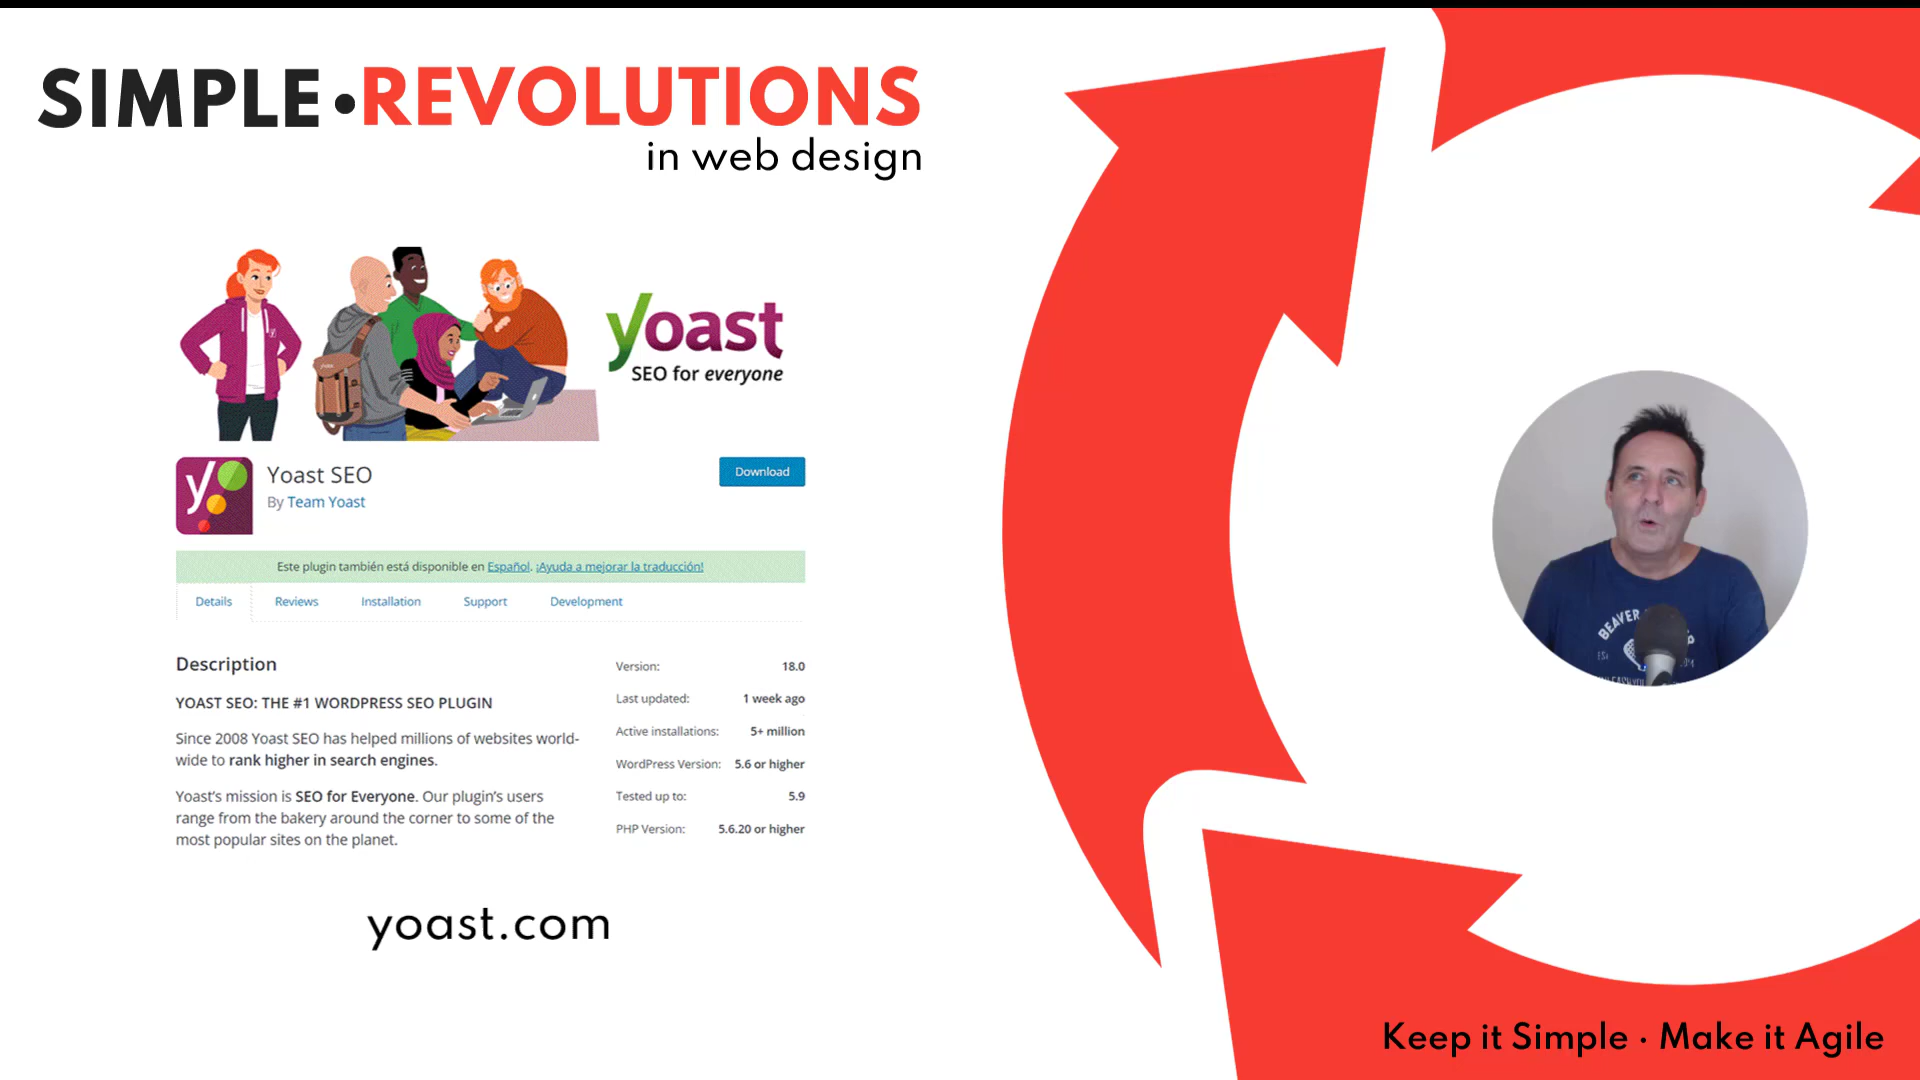 SIMPLE•REVOLUTIONS
in web design
yoast
SEO for everyone
Yoast SEO
By Team Yoast
Download
Este plugin también está disponible en Español. ¡Ayuda a mejorar la traducción!
Details Reviews Installation Support Development
Description
YOAST SEO: THE #1 WORDPRESS SEO PLUGIN
Since 2008 Yoast SEO has helped millions of websites world-
wide to rank higher in search engines.
Yoast’s mission is SEO for Everyone. Our plugin’s users
range from the bakery around the corner to some of the
most popular sites on the planet.
Version: 18.0
Last updated: 1 week ago
Active installations: 5+ million
WordPress Version: 5.6 or higher
Tested up to: 5.9
PHP Version: 5.6.20 or higher
yoast.com
BEAVER
Keep it Simple · Make it Agile